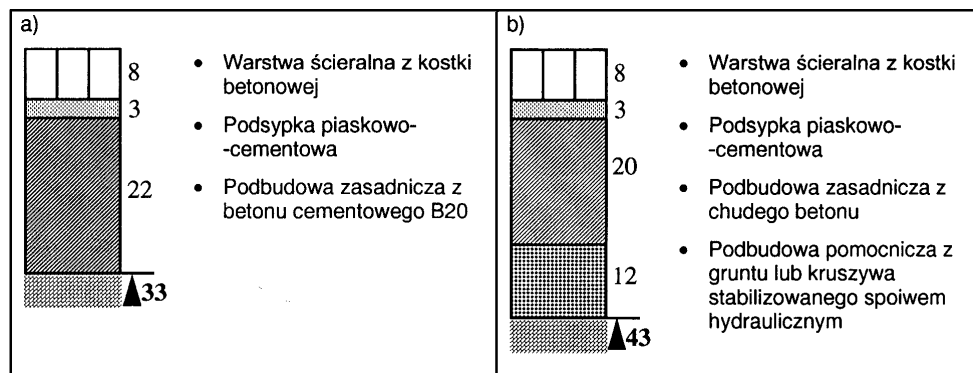 a)
8
3
22
33
• Warstwa ścieralna z kostki
betonowej
• Podsypka piaskowo-
-cementowa
• Podbudowa zasadnicza z
betonu cementowego B20
b)
8
3
20
12
43
• Warstwa ścieralna z kostki
betonowej
• Podsypka piaskowo-
-cementowa
• Podbudowa zasadnicza z
chudego betonu
• Podbudowa pomocnicza z
gruntu lub kruszywa
stabilizowanego spoiwem
hydraulicznym